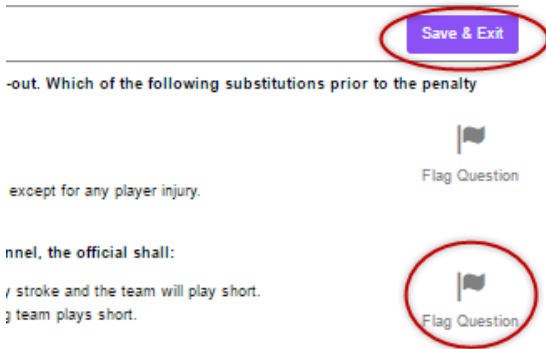 Save & Exit
-out. Which of the following substitutions prior to the penalty
Flag Question
except for any player injury.
the official shall:
stroke and the team will play short.
team plays short.
Flag Question